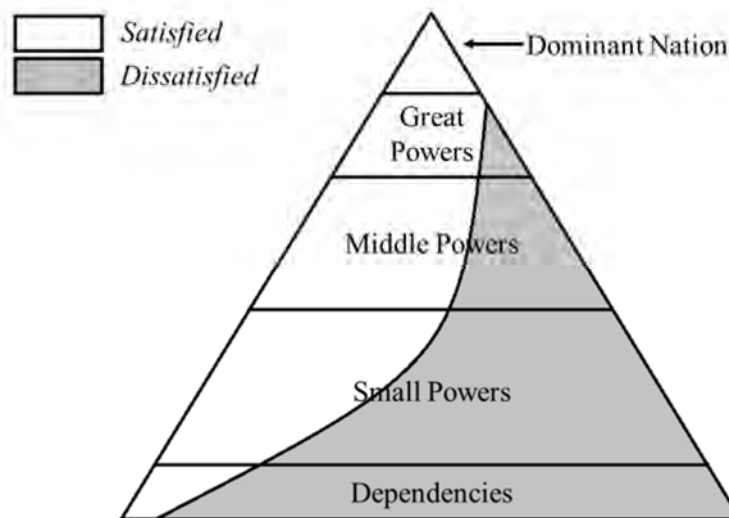 Satisfied
Dissatisfied
Dominant Nation
Great
Powers
Middle Powers
Small Powers
Dependencies